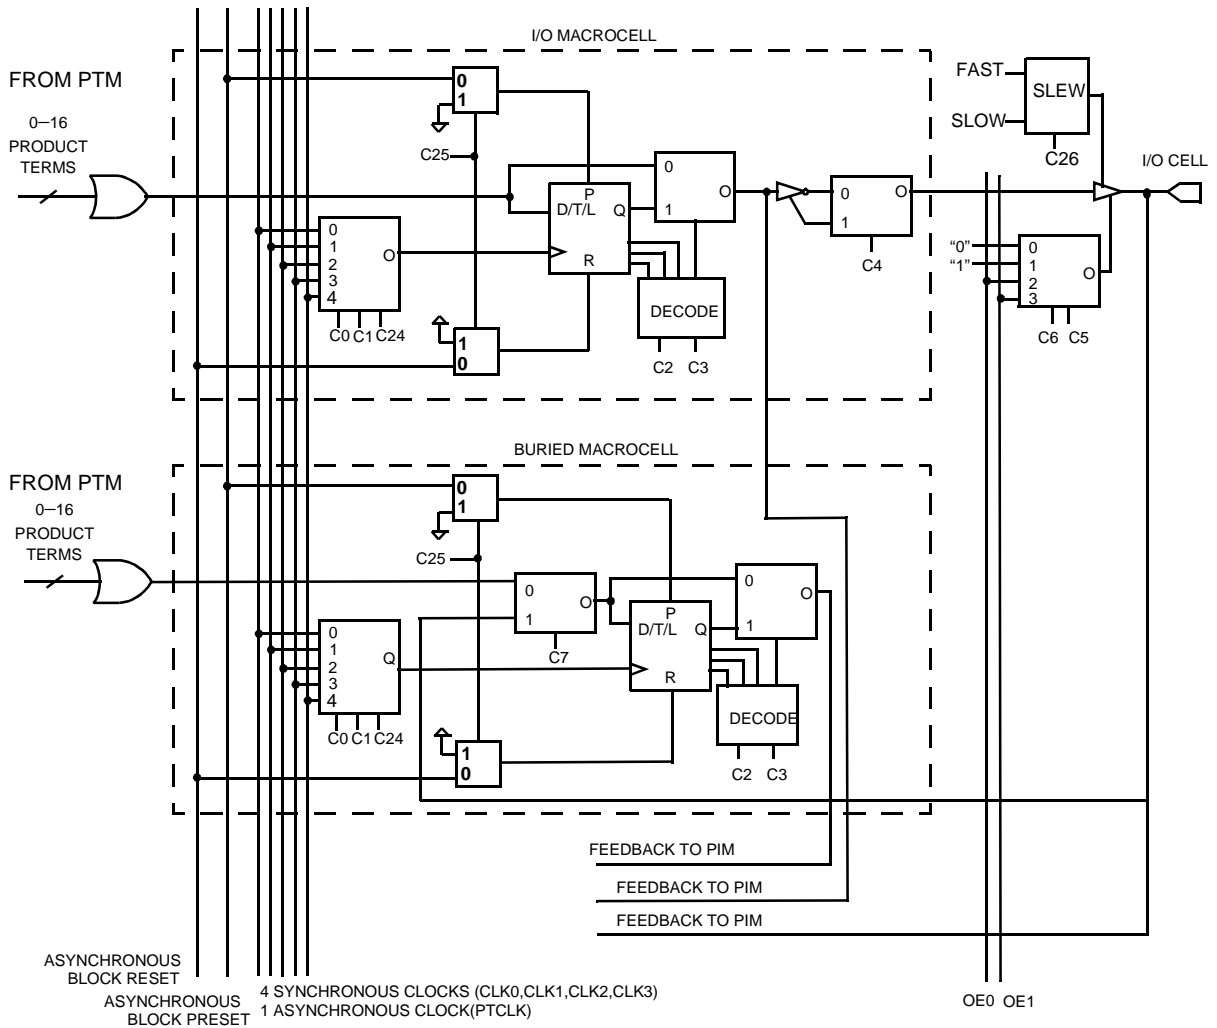 I/O MACROCELL
FROM PTM
0–16
PRODUCT
TERMS
0
1
C25
P
D/T/L
Q
R
0
1
2
3
4
O
C0 C1 C24
1
0
0
1
O
DECODE
C2 C3
0
1
O
C4
FAST
SLOW
SLEW
C26
I/O CELL
“0”
“1”
0
1
2
3
O
C6 C5
BURIED MACROCELL
FROM PTM
0–16
PRODUCT
TERMS
0
1
C25
0
1
O
C7
P
D/T/L
Q
R
0
1
2
3
4
Q
C0 C1 C24
1
0
0
1
O
DECODE
C2 C3
FEEDBACK TO PIM
FEEDBACK TO PIM
FEEDBACK TO PIM
ASYNCHRONOUS
BLOCK RESET
ASYNCHRONOUS
BLOCK PRESET
4 SYNCHRONOUS CLOCKS (CLK0,CLK1,CLK2,CLK3)
1 ASYNCHRONOUS CLOCK(PTCLK)
OE0 OE1